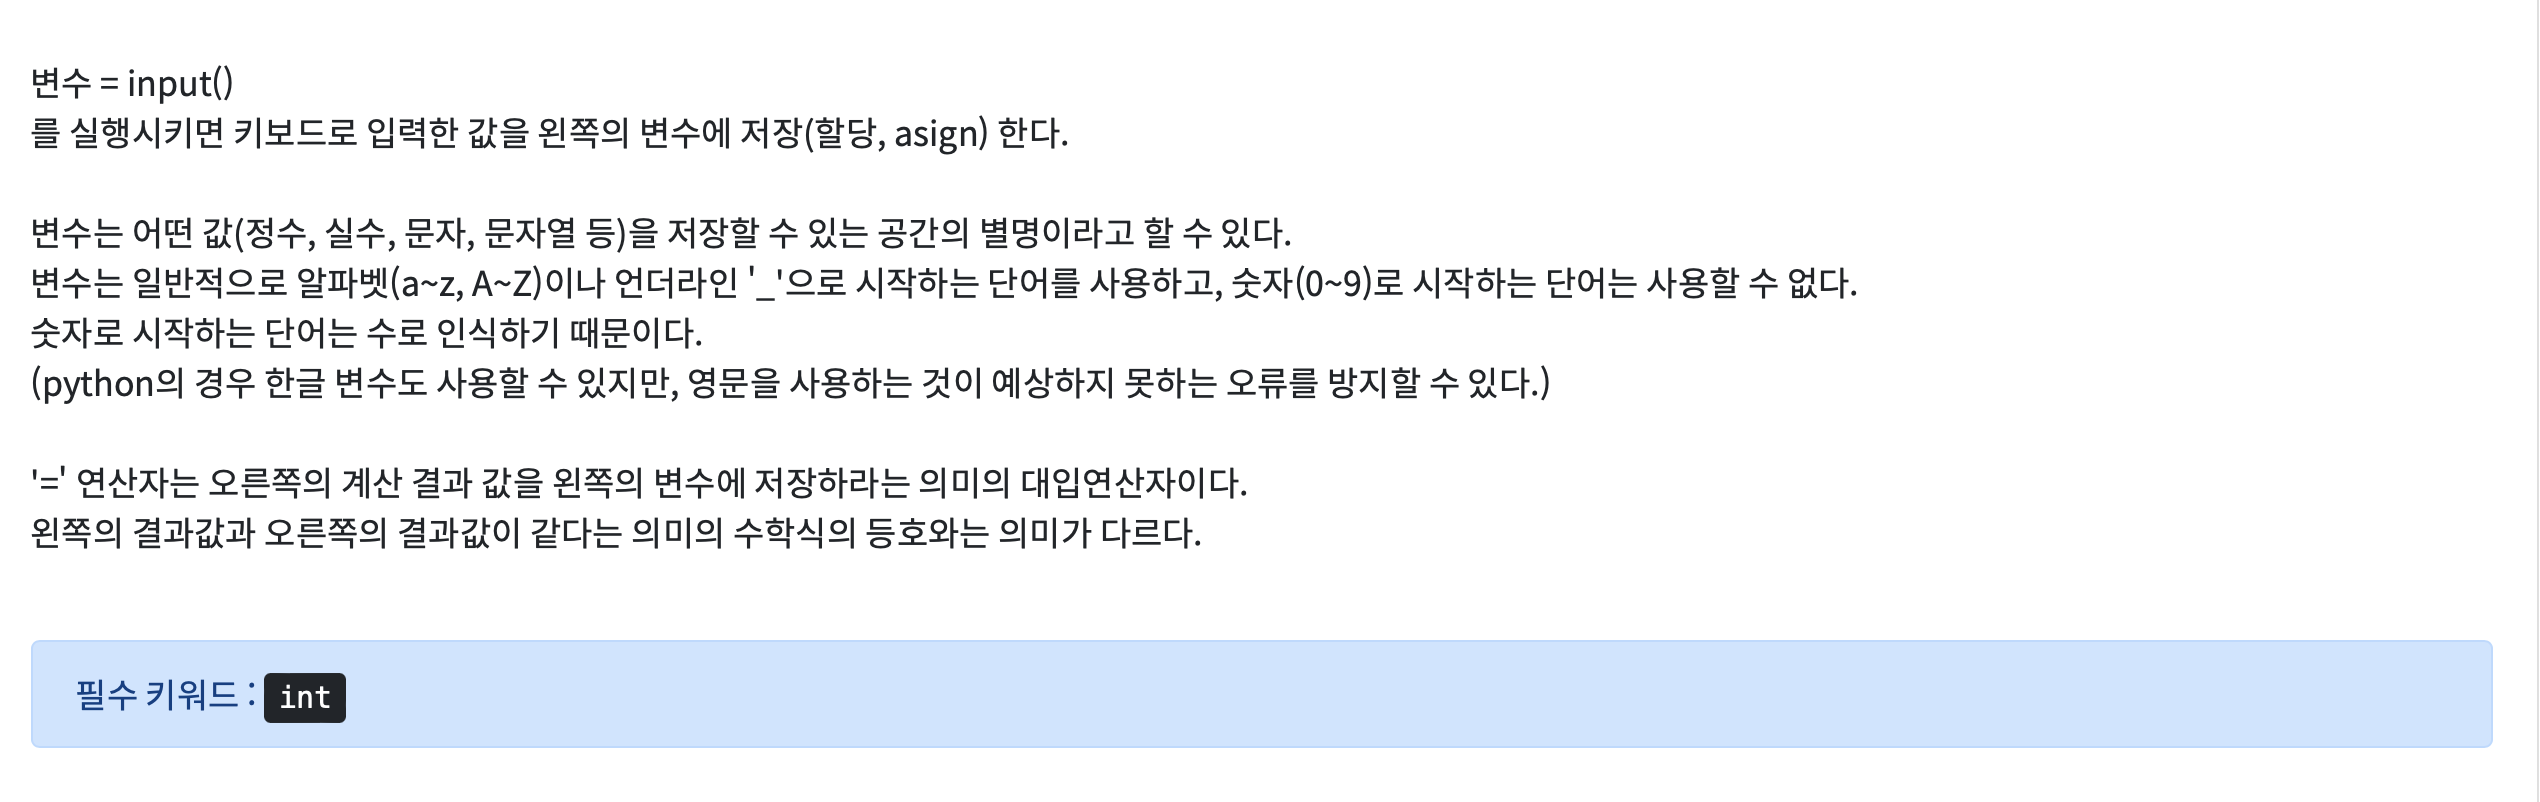 변수 = input()
를 실행시키면 키보드로 입력한 값을 왼쪽의 변수에 저장(할당, asign) 한다.
변수는 어떤 값(정수, 실수, 문자, 문자열 등)을 저장할 수 있는 공간의 별명이라고 할 수 있다.
변수는 일반적으로 알파벳(a~z, A~Z)이나 언더라인 '_'으로 시작하는 단어를 사용하고, 숫자(0~9)로 시작하는 단어는 사용할 수 없다.
숫자로 시작하는 단어는 수로 인식하기 때문이다.
(python의 경우 한글 변수도 사용할 수 있지만, 영문을 사용하는 것이 예상하지 못하는 오류를 방지할 수 있다.)
'=' 연산자는 오른쪽의 계산 결과 값을 왼쪽의 변수에 저장하라는 의미의 대입연산자이다.
왼쪽의 결과값과 오른쪽의 결과값이 같다는 의미의 수학식의 등호와는 의미가 다르다.
필수 키워드 : int